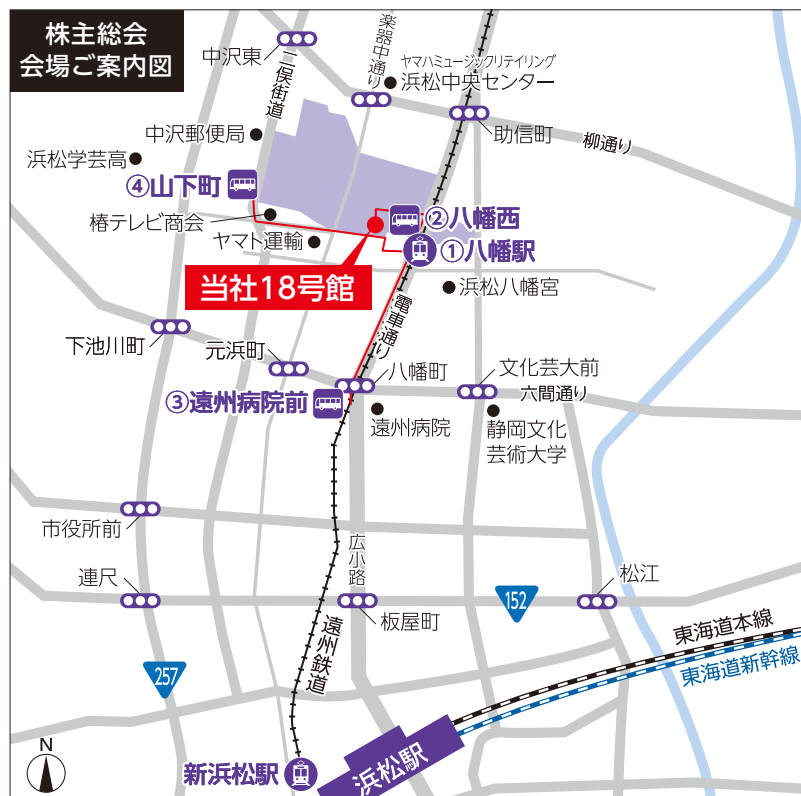 株主総会
会場ご案内図
中沢東
二俣街道
楽器中通り
ヤマハミュージックリテイリング
浜松中央センター
助信町
柳通り
中沢郵便局
浜松学芸高
④山下町
椿テレビ商会
ヤマト運輸
②八幡西
①八幡駅
当社18号館
浜松八幡宮
電車通り
下池川町
元浜町
八幡町
文化芸大前
六間通り
③遠州病院前
遠州病院
静岡文化
芸術大学
市役所前
広小路
連尺
板屋町
152
松江
遠州鉄道
257
東海道本線
東海道新幹線
N
新浜松駅
浜松駅